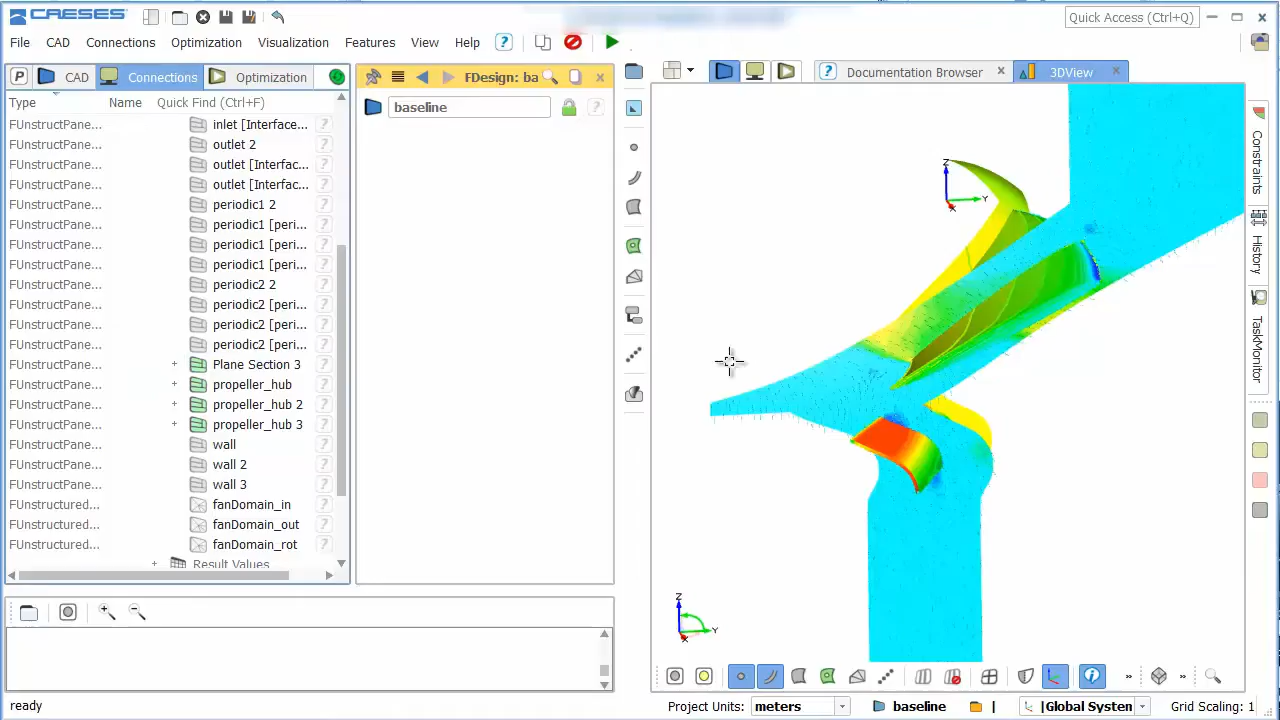 CAESES
Quick Access (Ctrl+Q)
File CAD Connections Optimization Visualization Features View Help ?
P CAD Connections Optimization
FDesign: ba
? Documentation Browser
3DView
Type Name Quick Find (Ctrl+F)
baseline ?
FUnstructPane... inlet [Interface... ?
FUnstructPane... outlet 2 ?
FUnstructPane... outlet [Interfac... ?
FUnstructPane... outlet [Interfac... ?
FUnstructPane... periodic1 2 ?
FUnstructPane... periodic1 [peri... ?
FUnstructPane... periodic1 [peri... ?
FUnstructPane... periodic1 [peri... ?
FUnstructPane... periodic2 2 ?
FUnstructPane... periodic2 [peri... ?
FUnstructPane... periodic2 [peri... ?
FUnstructPane... periodic2 [peri... ?
FUnstructPane... + Plane Section 3 ?
FUnstructPane... + propeller_hub ?
FUnstructPane... + propeller_hub 2 ?
FUnstructPane... + propeller_hub 3 ?
FUnstructPane... wall ?
FUnstructPane... wall 2 ?
FUnstructPane... wall 3 ?
FUnstructured... fanDomain_in ?
FUnstructured... fanDomain_out ?
FUnstructured... fanDomain_rot ?
+ Result Values
Z
Y
X
Z
Y
X
Constraints
History
TaskMonitor
i » »
ready
Project Units: meters
baseline
|
|Global System
Grid Scaling: 1